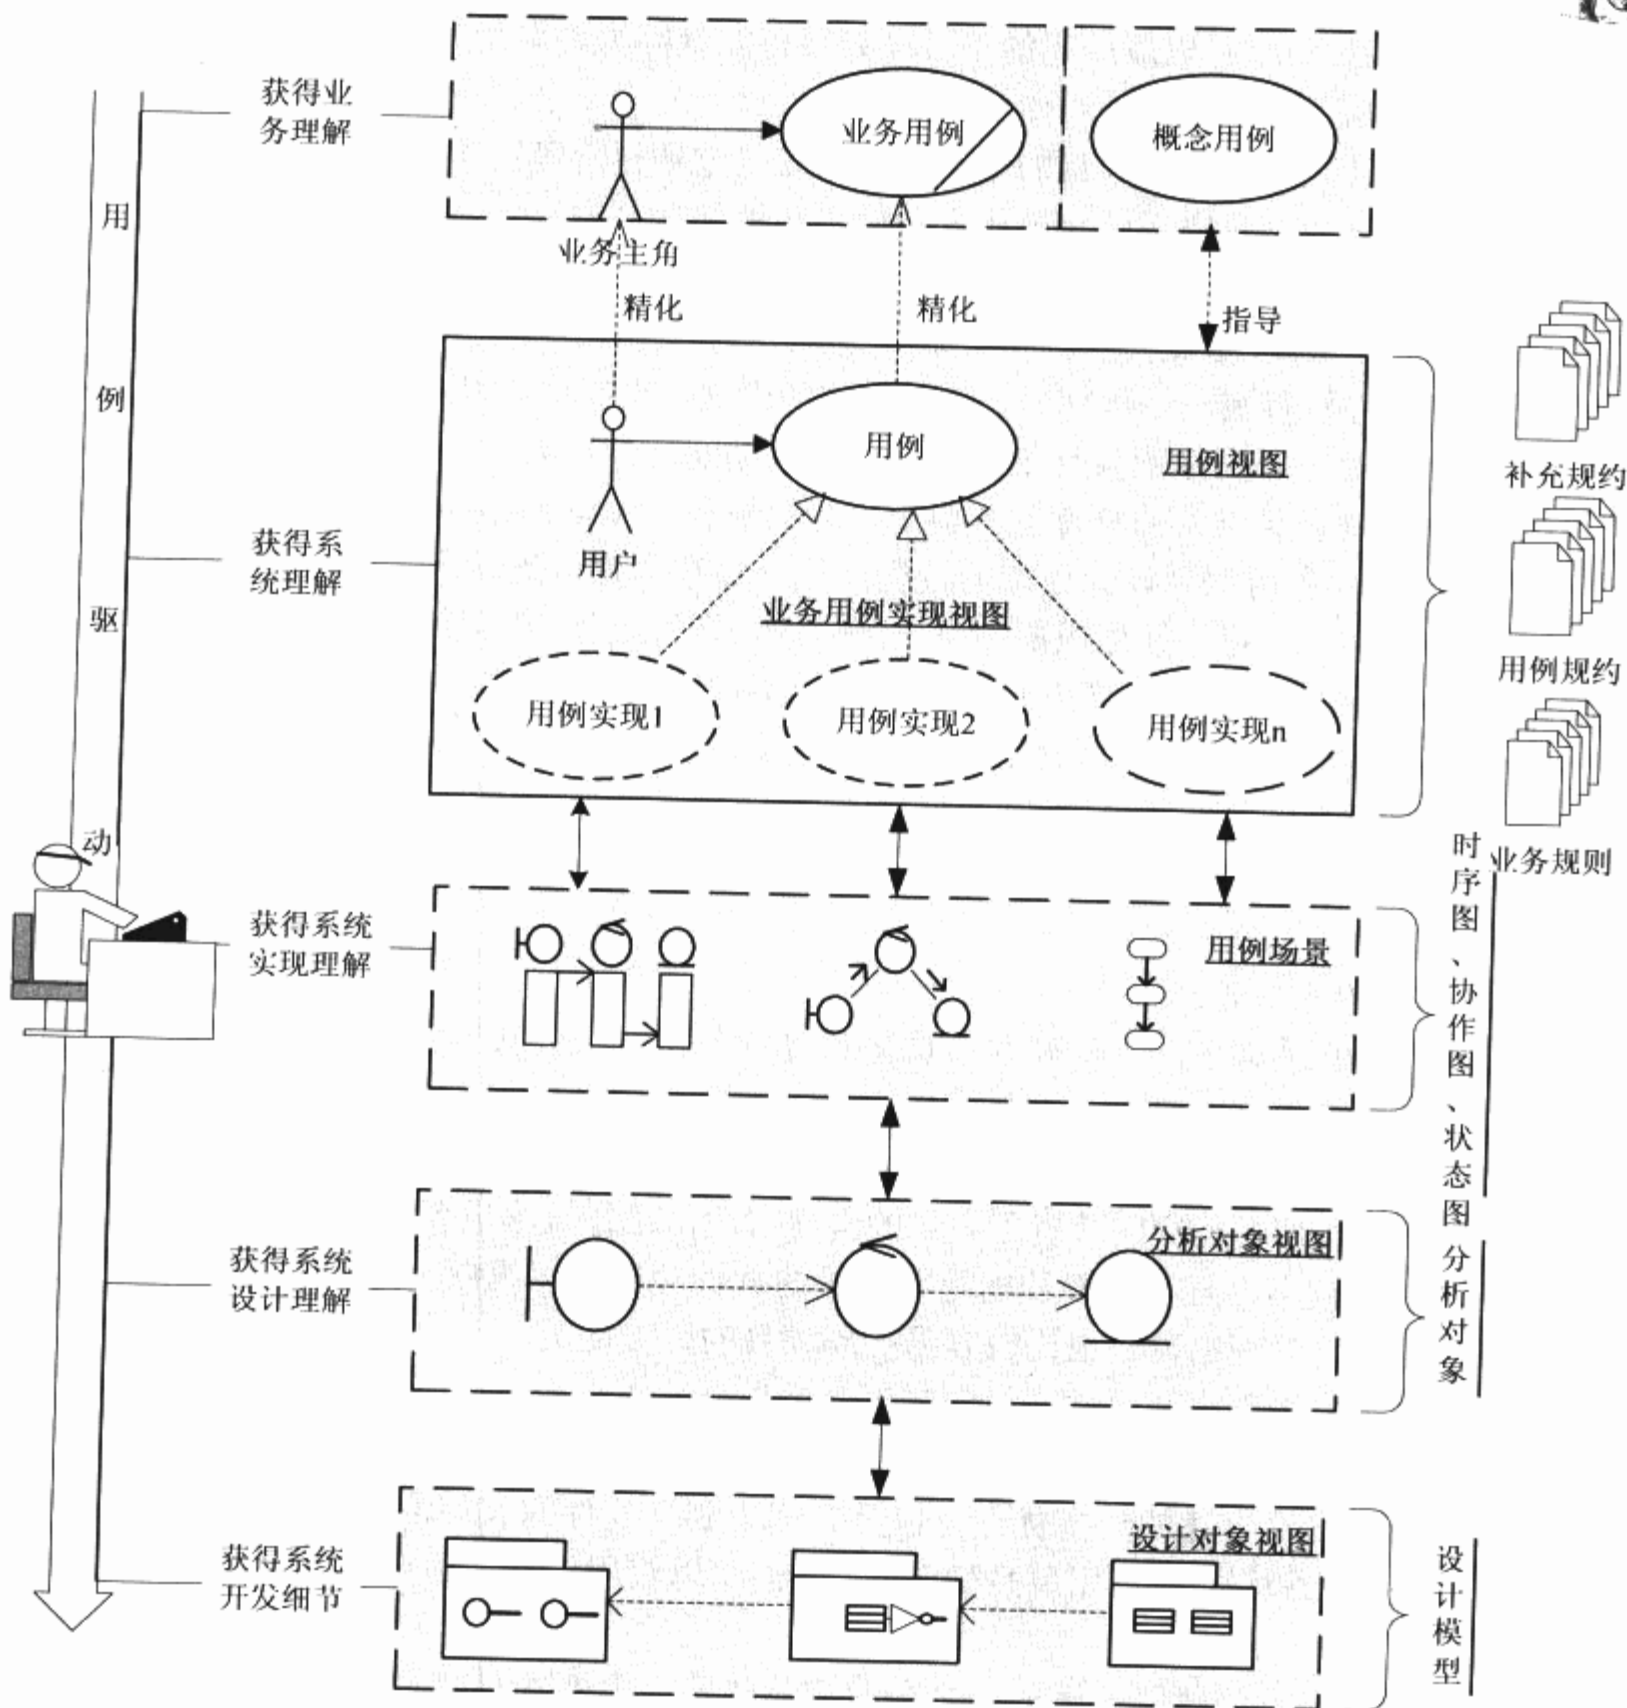 获得业
务理解
业务用例
概念用例
业务主角
精化
精化
指导
用例驱动
获得系
统理解
用例
用例视图
用户
业务用例实现视图
用例实现1
用例实现2
用例实现n
补充规约
用例规约
业务规则
获得系统
实现理解
用例场景
时序图、协作图、状态图
获得系统
设计理解
分析对象视图
分析对象
获得系统
开发细节
设计对象视图
设计模型